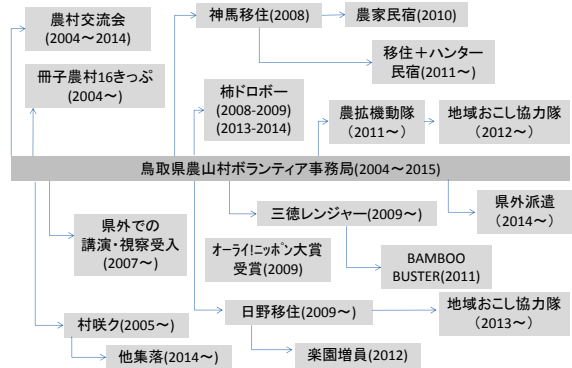 農村交流会
(2004～2014)
神馬移住(2008)
農家民宿(2010)
移住＋ハンター
民宿(2011～)
冊子農村16きっぷ
(2004～)
柿ドロボー
(2008-2009)
(2013-2014)
農拡機動隊
(2011～)
地域おこし協力隊
(2012～)
鳥取県農山村ボランティア事務局(2004～2015)
県外での
講演・視察受入
(2007～)
三徳レンジャー(2009～)
県外派遣
(2014～)
オーライ!ニッポン大賞
受賞(2009)
BAMBOO
BUSTER(2011)
村咲ク(2005～)
日野移住(2009～)
地域おこし協力隊
(2013～)
他集落(2014～)
楽園増員(2012)